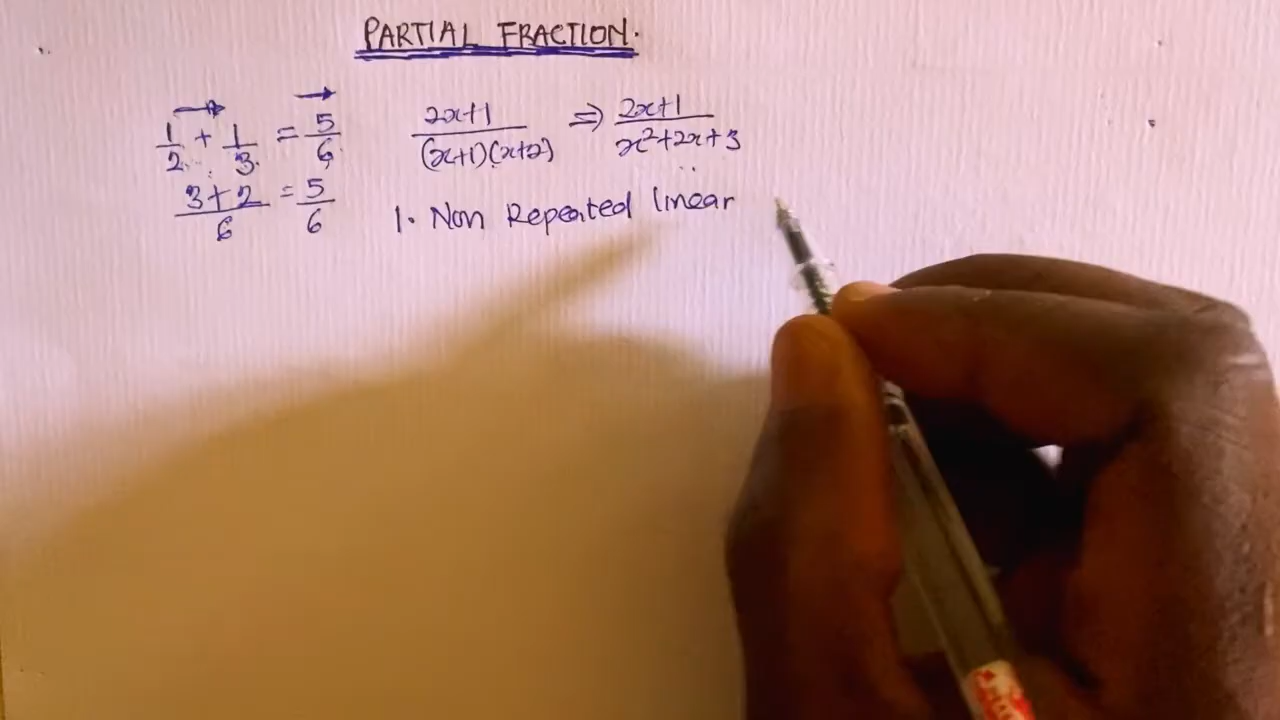 PARTIAL FRACTION.
1/2 + 1/3 = 5/6
(3+2)/6 = 5/6
(2x+1)/((x+1)(x+2)) ⇒ (2x+1)/(x²+2x+3)
1. Non Repeated linear